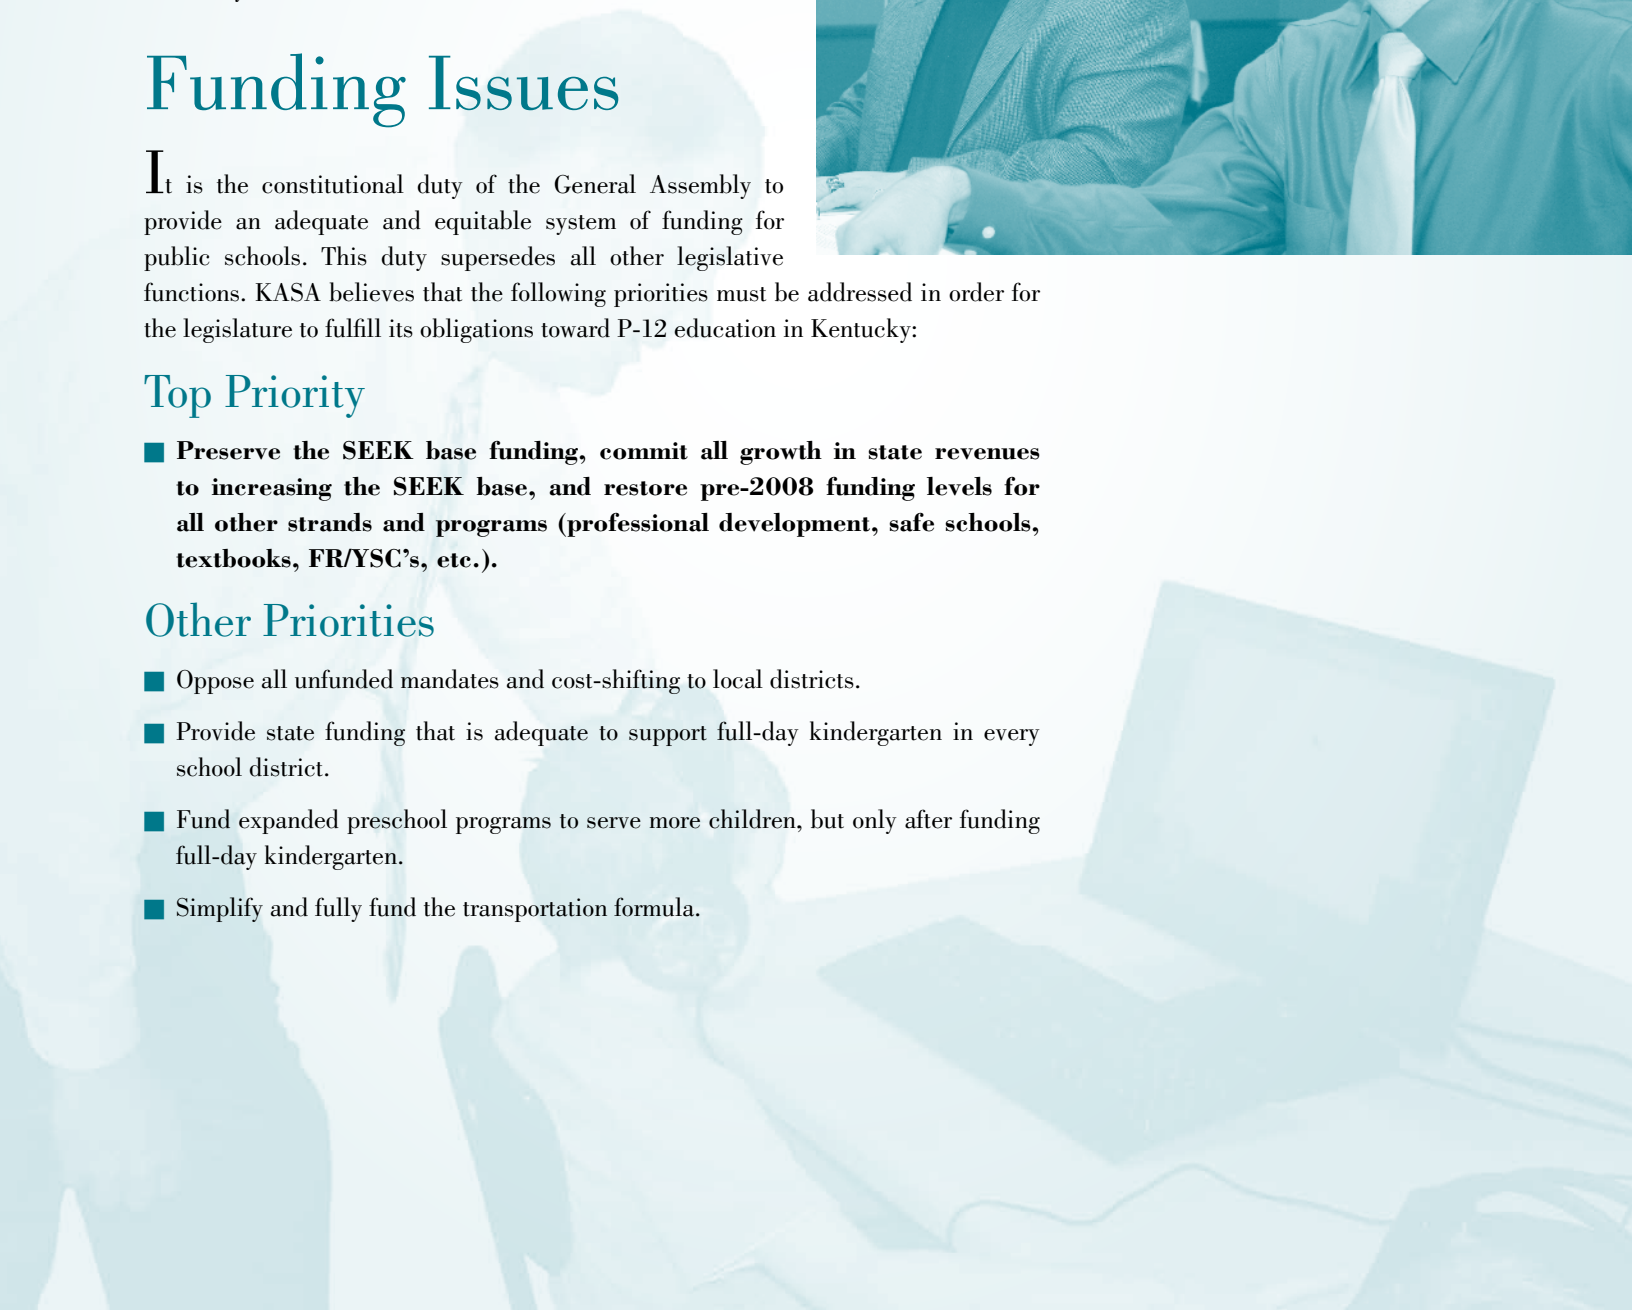 Funding Issues
It is the constitutional duty of the General Assembly to
provide an adequate and equitable system of funding for
public schools. This duty supersedes all other legislative
functions. KASA believes that the following priorities must be addressed in order for
the legislature to fulfill its obligations toward P-12 education in Kentucky:
Top Priority
Preserve the SEEK base funding, commit all growth in state revenues
to increasing the SEEK base, and restore pre-2008 funding levels for
all other strands and programs (professional development, safe schools,
textbooks, FR/YSC’s, etc.).
Other Priorities
Oppose all unfunded mandates and cost-shifting to local districts.
Provide state funding that is adequate to support full-day kindergarten in every
school district.
Fund expanded preschool programs to serve more children, but only after funding
full-day kindergarten.
Simplify and fully fund the transportation formula.